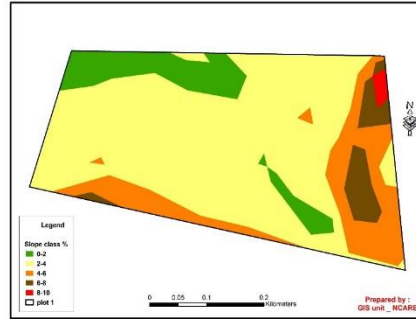 N
Legend
Slope class %
0-2
2-4
4-6
6-8
8-10
plot 1
0 0.05 0.1 0.2
Kilometers
Prepared by :
GIS unit _ NCARE